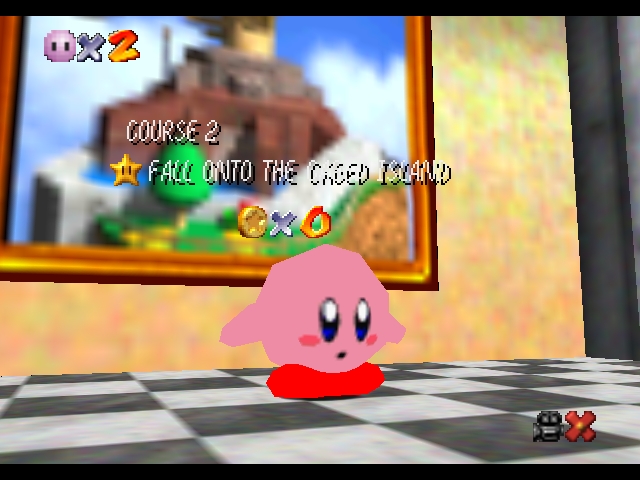 ×2
COURSE 2
FALL ONTO THE CAGED ISLAND
×0